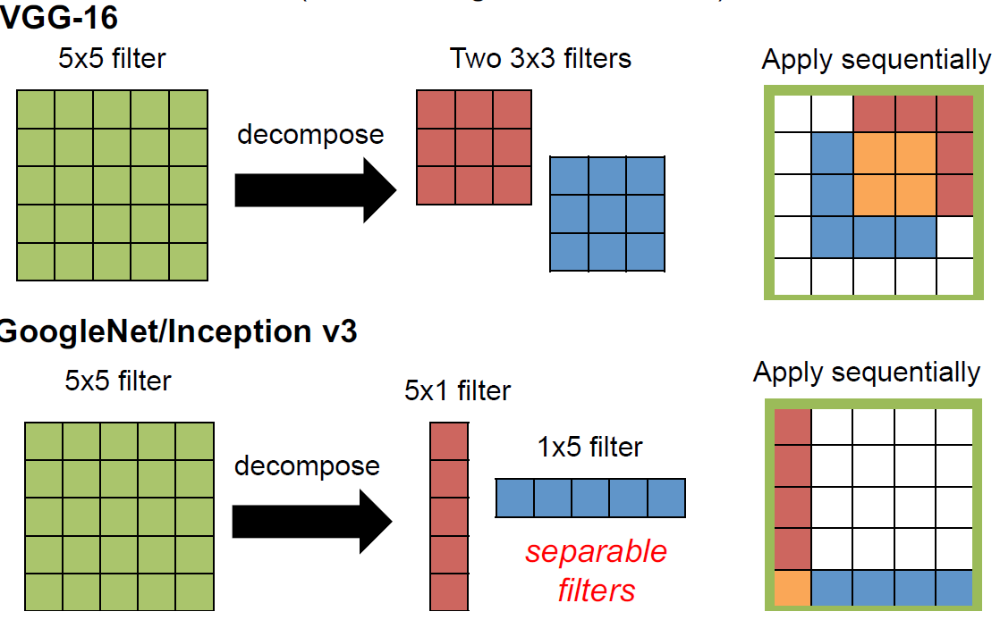 VGG-16
5x5 filter
Two 3x3 filters
Apply sequentially
decompose
GoogleNet/Inception v3
5x5 filter
5x1 filter
Apply sequentially
1x5 filter
decompose
separable
filters